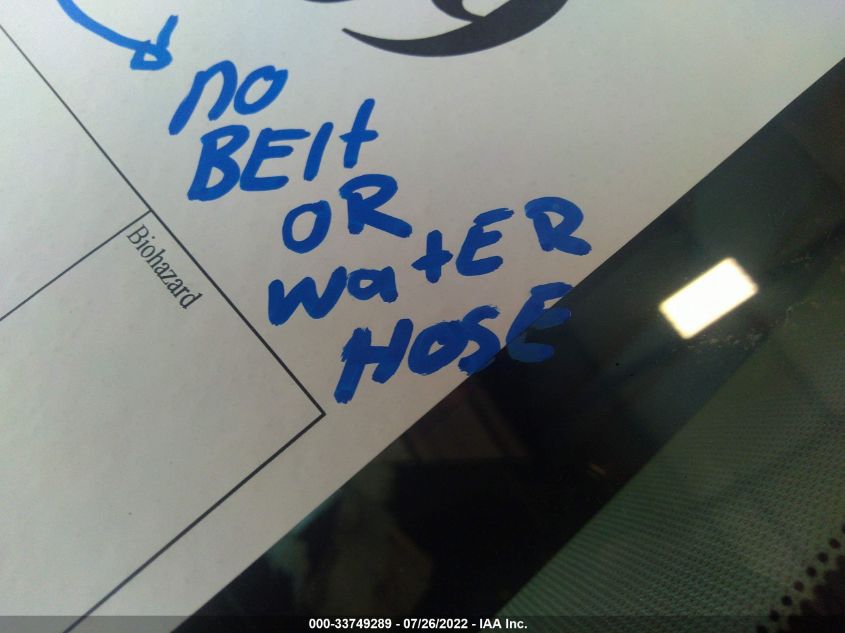 no
BElt
OR
WatER
HOSE
Biohazard
000-33749289 - 07/26/2022 - IAA Inc.